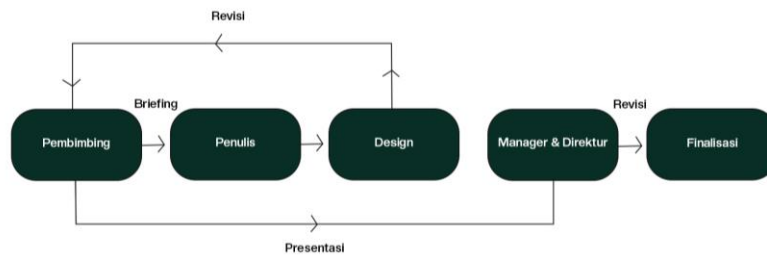 Revisi
Briefing
Revisi
Pembimbing
Penulis
Design
Manager & Direktur
Finalisasi
Presentasi